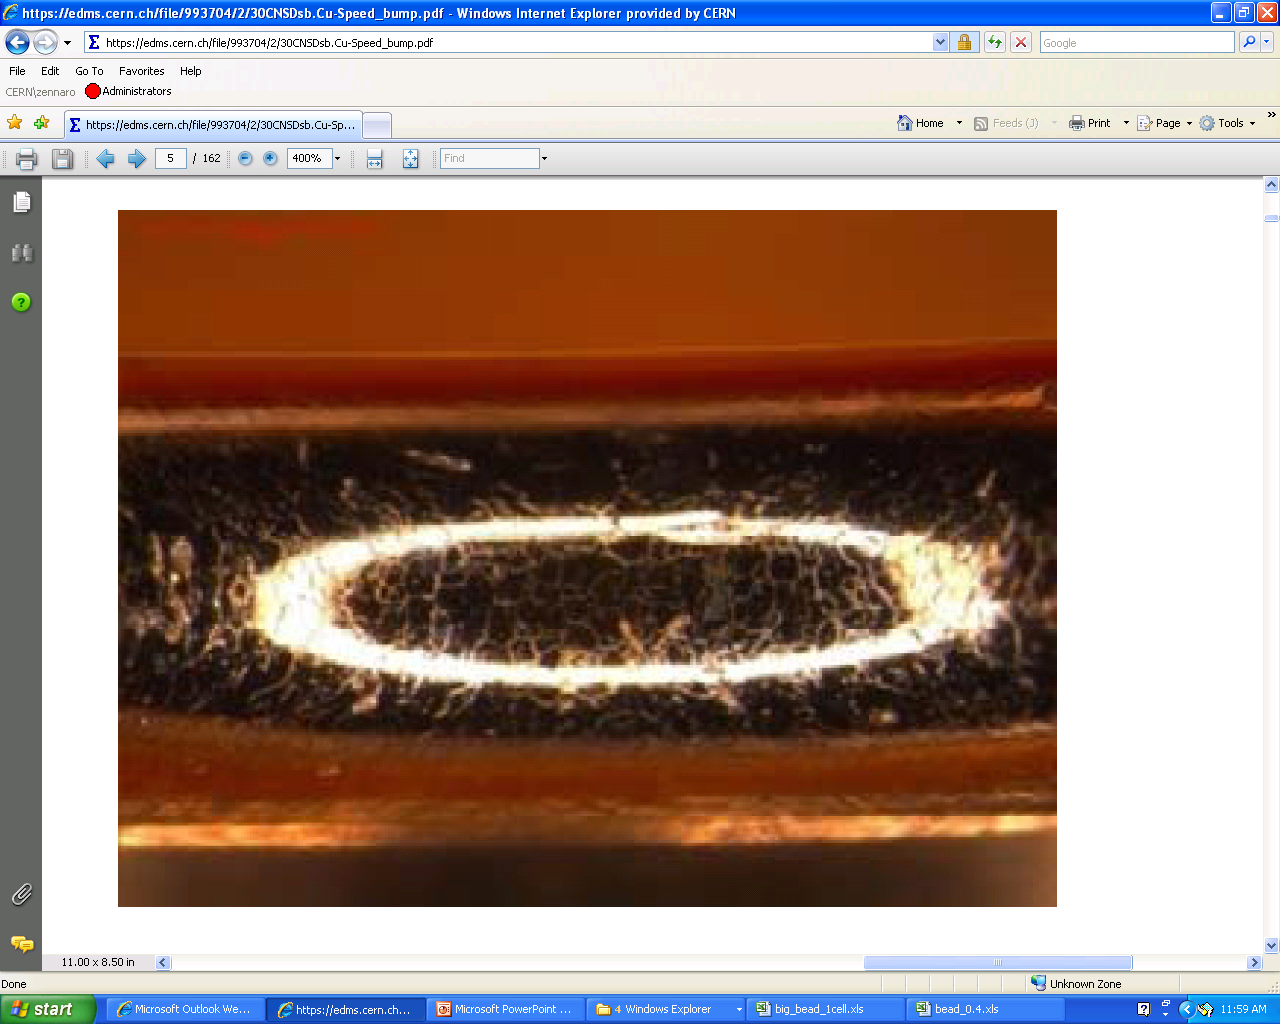 https://edms.cern.ch/file/993704/2/30CNSDsb.Cu-Speed_bump.pdf - Windows Internet Explorer provided by CERN
https://edms.cern.ch/file/993704/2/30CNSDsb.Cu-Speed_bump.pdf
Google
File Edit Go To Favorites Help
CERN\zennaro Administrators
https://edms.cern.ch/file/993704/2/30CNSDsb.Cu-Sp...
Home Feeds (J) Print Page Tools
5 / 162 400% Find
11.00 x 8.50 in
Done Unknown Zone
start Microsoft Outlook We... https://edms.cern.ch... Microsoft PowerPoint ... 4 Windows Explorer big_bead_1cell.xls bead_0.4.xls 11:59 AM